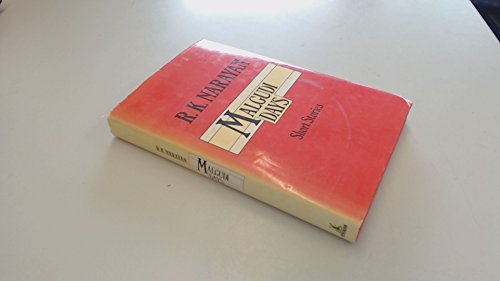 R. K. NARAYAN
MALGUDI
DAYS
Short Stories
R. K. NARAYAN
MALGUDI
DAYS